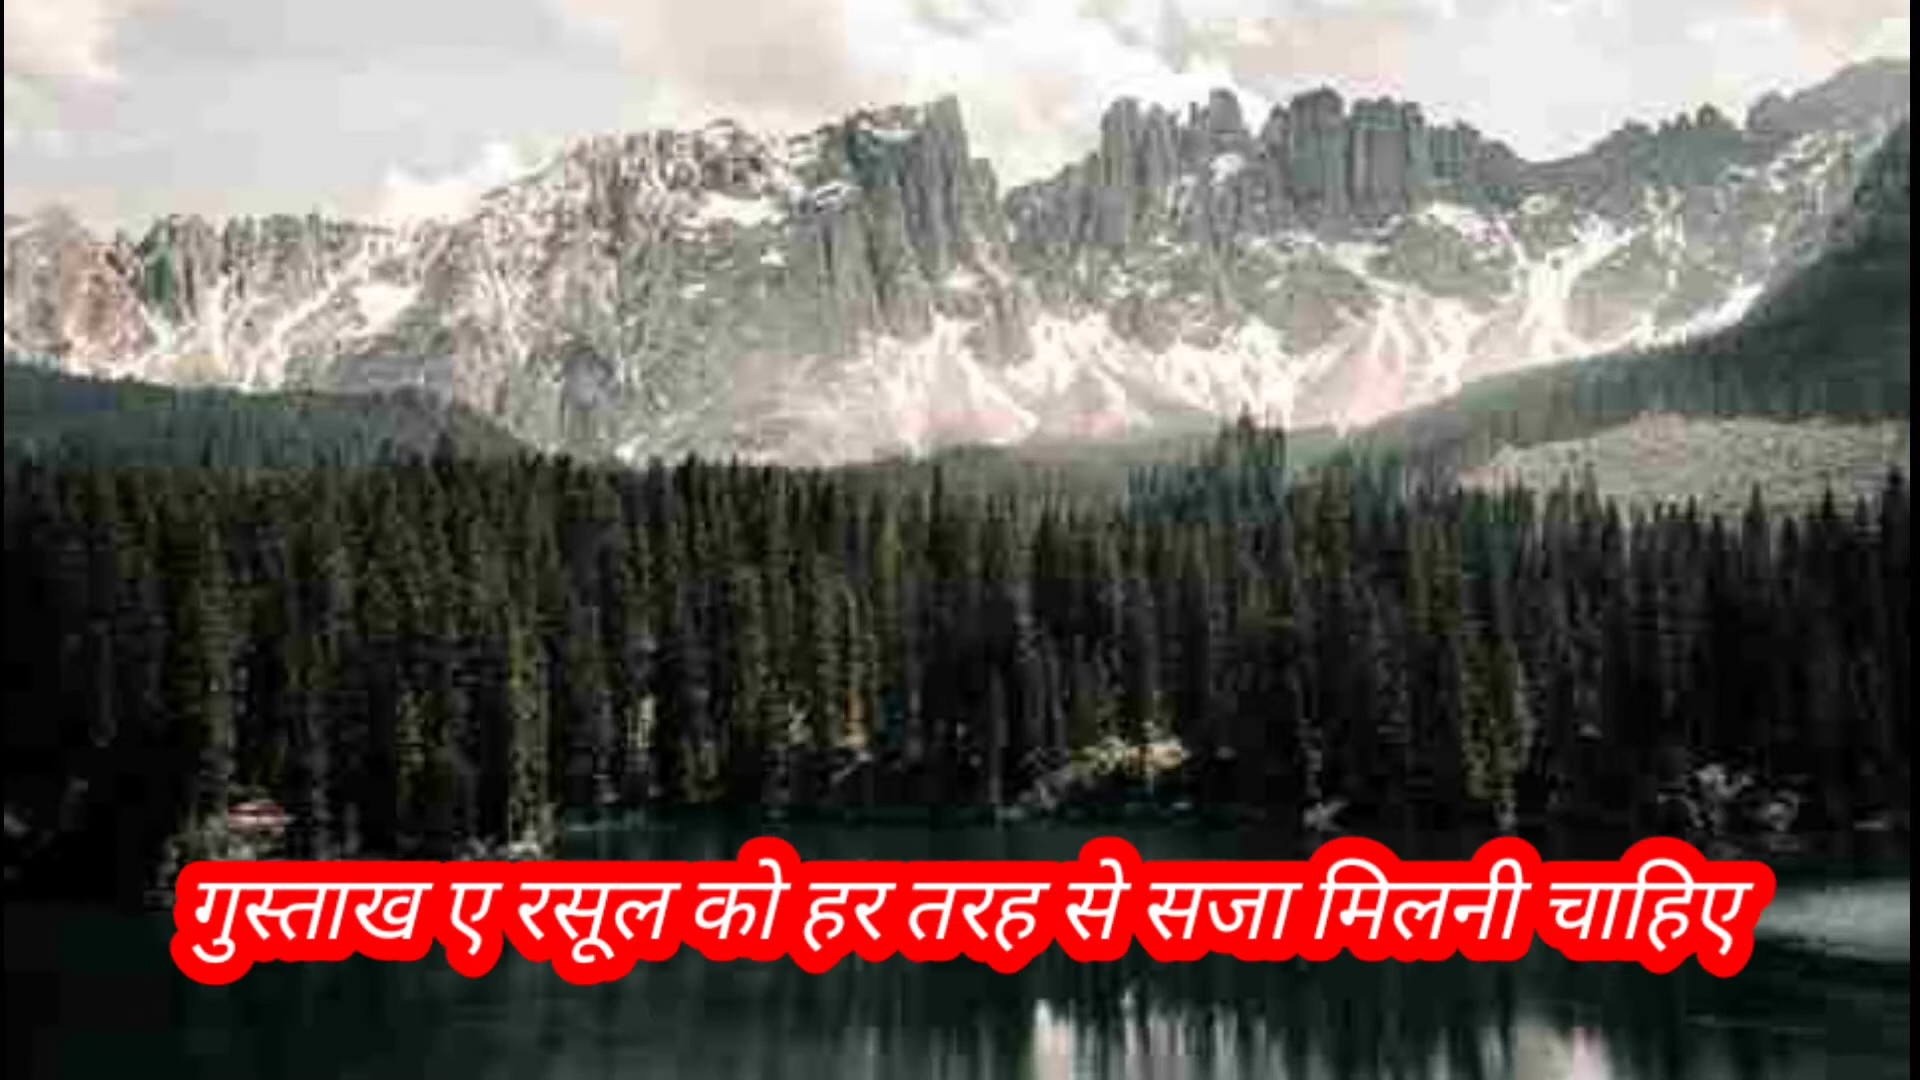 गुस्ताख ए रसूल को हर तरह से सजा मिलनी चाहिए